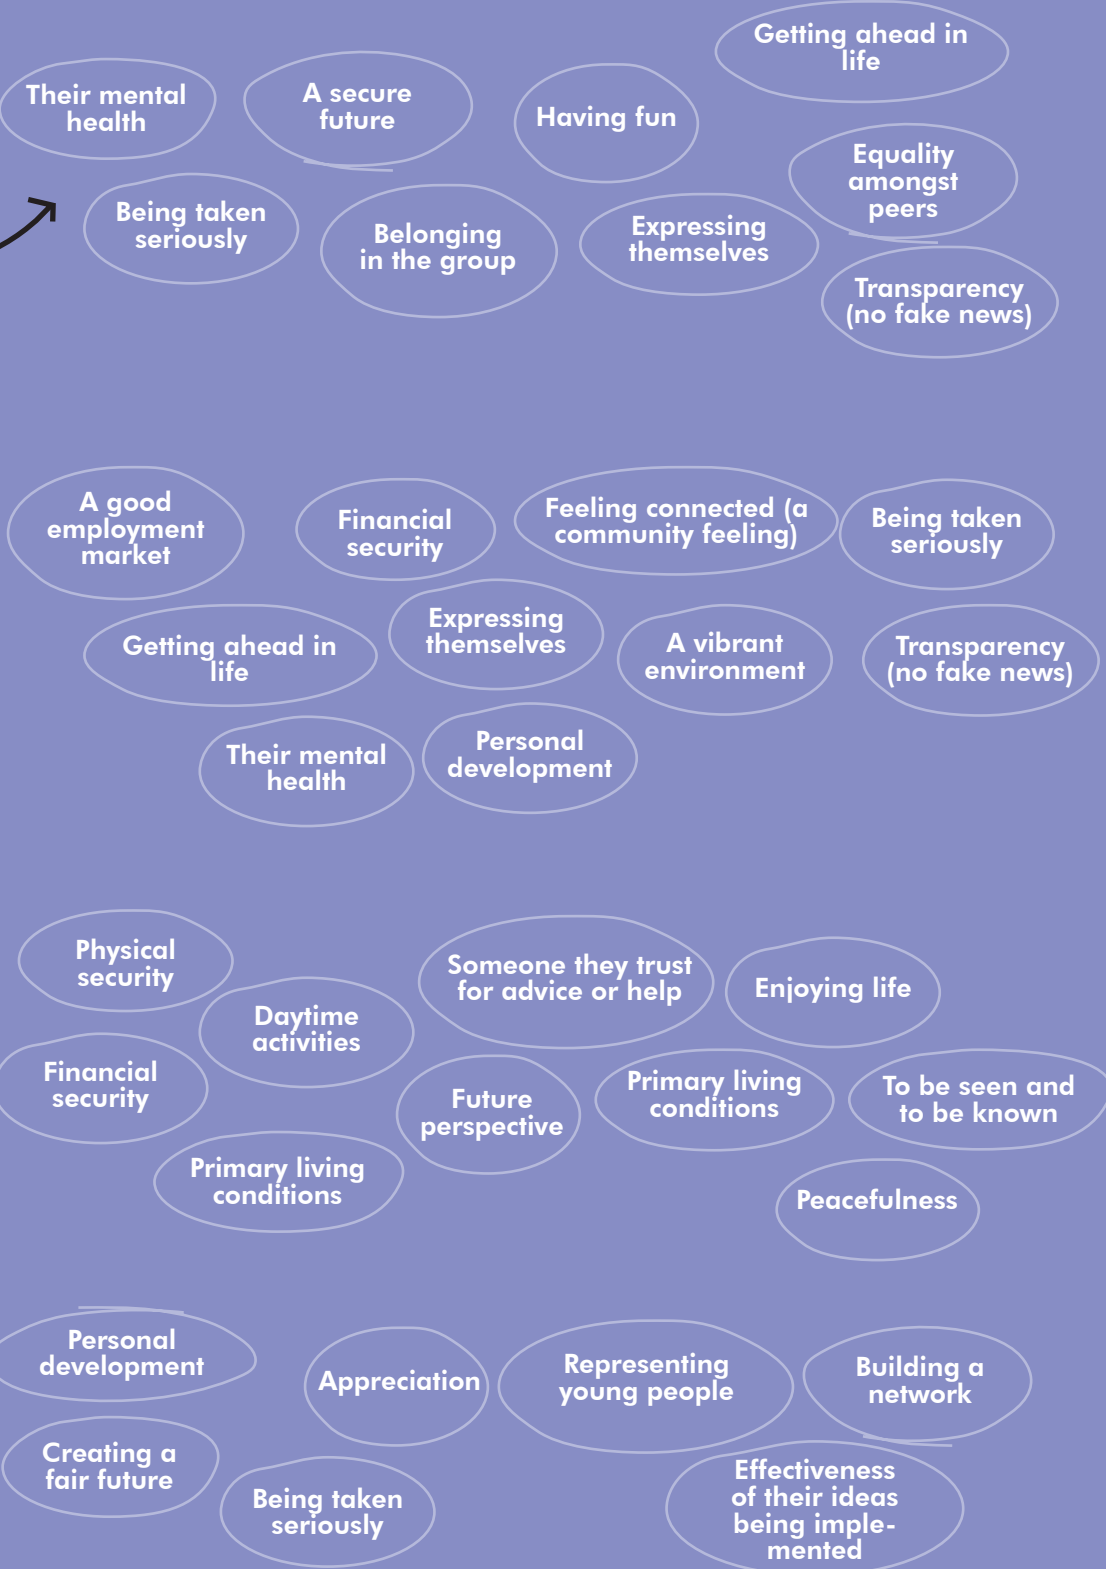 Getting ahead in
life
Their mental
health
A secure
future
Having fun
Equality
amongst
peers
Being taken
seriously
Belonging
in the group
Expressing
themselves
Transparency
(no fake news)
A good
employment
market
Financial
security
Feeling connected (a
community feeling)
Being taken
seriously
Getting ahead in
life
Expressing
themselves
A vibrant
environment
Transparency
(no fake news)
Their mental
health
Personal
development
Physical
security
Someone they trust
for advice or help
Enjoying life
Daytime
activities
Financial
security
Future
perspective
Primary living
conditions
To be seen and
to be known
Primary living
conditions
Peacefulness
Personal
development
Appreciation
Representing
young people
Building a
network
Creating a
fair future
Being taken
seriously
Effectiveness
of their ideas
being imple-
mented